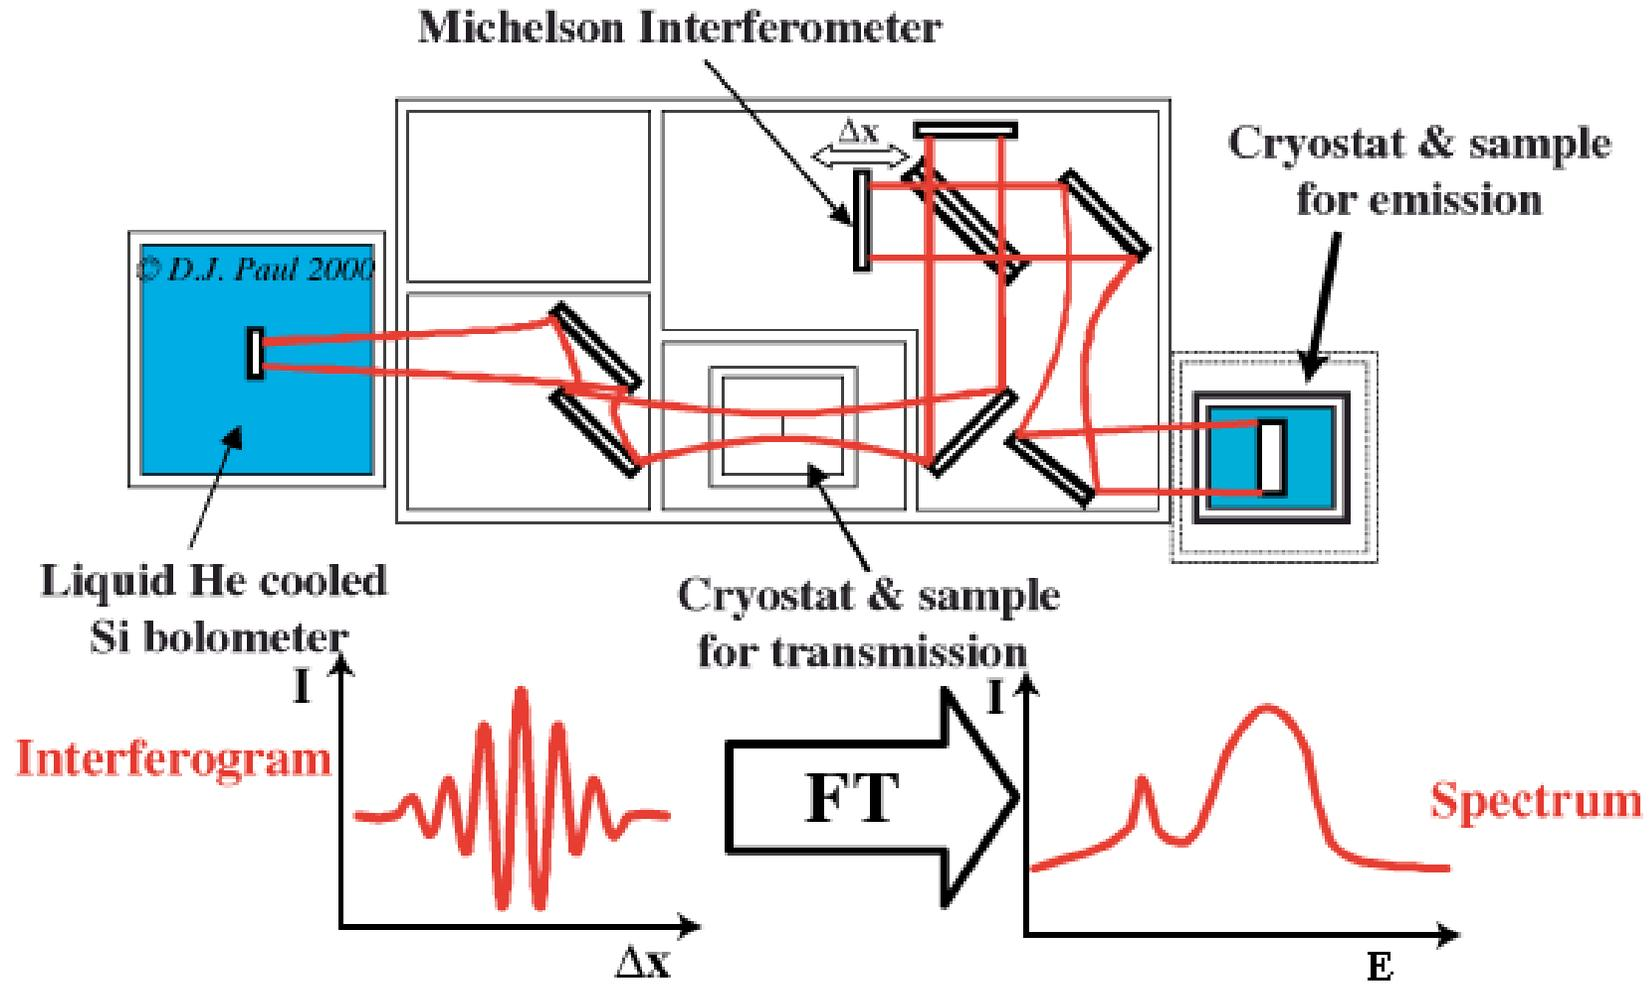 Michelson Interferometer
Δx
Cryostat & sample
for emission
© D.J. Paul 2000
Liquid He cooled
Si bolometer
Cryostat & sample
for transmission
I
Interferogram
Δx
FT
I
Spectrum
E